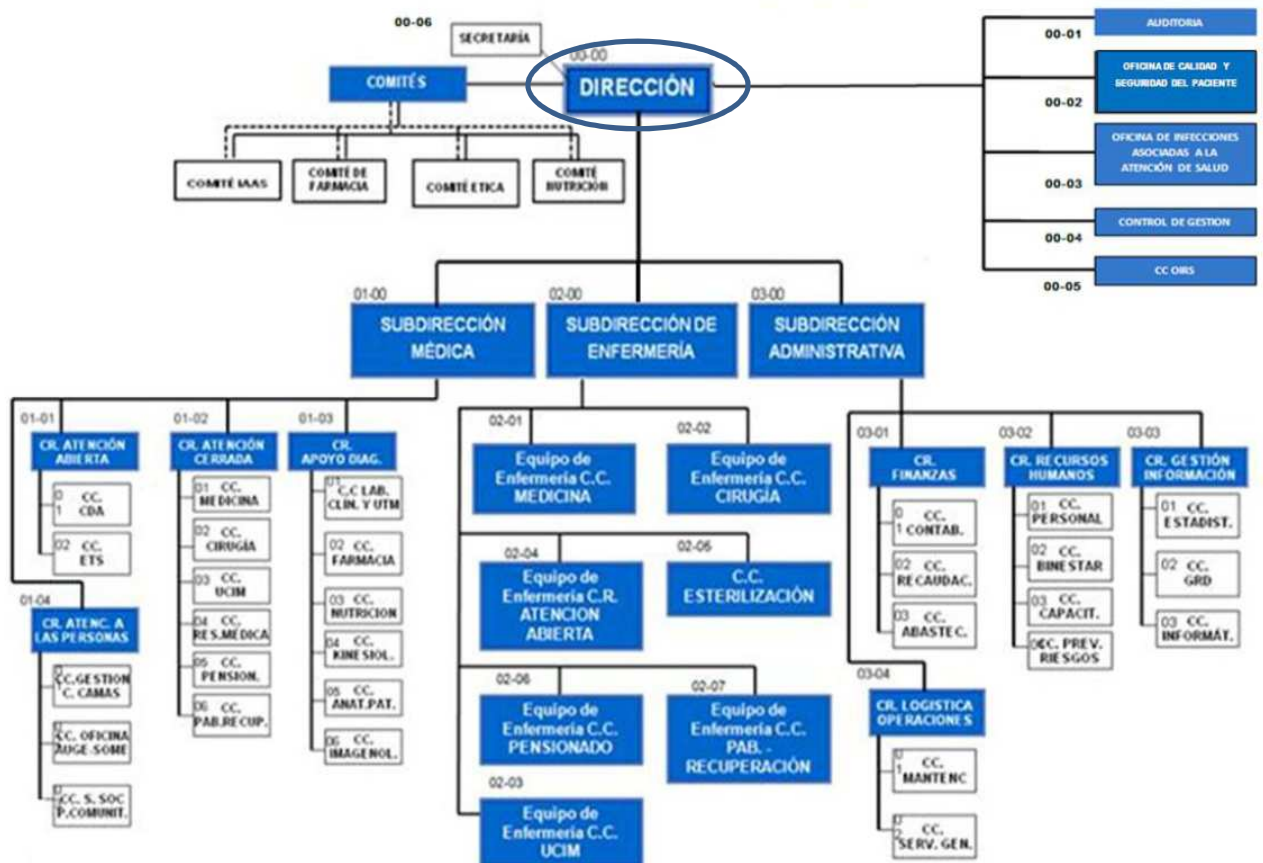 00-06
SECRETARÍA
00-00
DIRECCIÓN
COMITÉS
COMITÉ IAAS
COMITÉ DE
FARMACIA
COMITÉ ETICA
COMITÉ
NUTRICIÓN
00-01
AUDITORIA
00-02
OFICINA DE CALIDAD Y
SEGURIDAD DEL PACIENTE
00-03
OFICINA DE INFECCIONES
ASOCIADAS A LA
ATENCIÓN DE SALUD
00-04
CONTROL DE GESTION
00-05
CC OIRS
01-00
SUBDIRECCIÓN
MÉDICA
02-00
SUBDIRECCIÓN DE
ENFERMERÍA
03-00
SUBDIRECCIÓN
ADMINISTRATIVA
01-01
CR. ATENCIÓN
ABIERTA
0
1
CC.
CDA
02 CC.
ETS
01-04
CR. ATENC. A
LAS PERSONAS
CC.GESTION
C. CAMAS
CC. OFICINA
AUGE-SOME
CC. S. SOC
P.COMUNIT.
01-02
CR. ATENCIÓN
CERRADA
01 CC.
MEDICINA
02 CC.
CIRUGÍA
03 CC.
UCIM
04 CC.
RES.MÉDICA
05 CC.
PENSION.
06 CC.
PAB.RECUP.
01-03
CR.
APOYO DIAG.
01
C.C LAB.
CLIN. Y UTM
02 CC.
FARMACIA
03 CC.
NUTRICION
04 CC.
KINESIOL.
05 CC.
ANAT.PAT.
06 CC.
IMAGENOL.
02-01
Equipo de
Enfermería C.C.
MEDICINA
02-02
Equipo de
Enfermería C.C.
CIRUGÍA
02-04
Equipo de
Enfermería C.R.
ATENCION
ABIERTA
02-05
C.C.
ESTERILIZACIÓN
02-06
Equipo de
Enfermería C.C.
PENSIONADO
02-07
Equipo de
Enfermería C.C.
PAB. -
RECUPERACIÓN
02-03
Equipo de
Enfermería C.C.
UCIM
03-01
CR.
FINANZAS
0
1
CC.
CONTAB.
02 CC.
RECAUDAC.
03 CC.
ABASTEC.
03-02
CR. RECURSOS
HUMANOS
01 CC.
PERSONAL
02 CC.
BINESTAR
03 CC.
CAPACIT.
04 CC. PREV.
RIESGOS
03-03
CR. GESTIÓN
INFORMACIÓN
01 CC.
ESTADIST.
02 CC.
GRD
03 CC.
INFORMÁT.
03-04
CR. LOGISTICA
OPERACIONES
0
1
CC.
MANTENC
0
2
CC.
SERV. GEN.